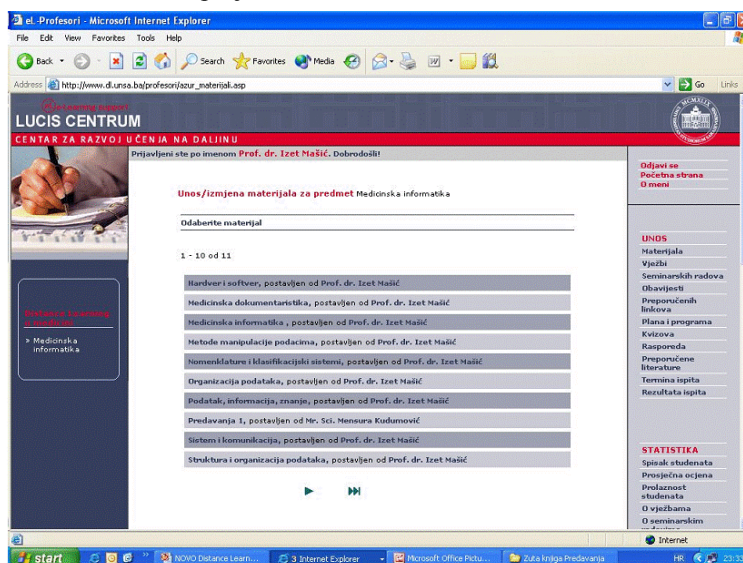 el.-Profesori - Microsoft Internet Explorer
File Edit View Favorites Tools Help
Back Search Favorites Media
Address http://www.dl.unsa.ba/profesori/azur_materijali.asp Go Links
LUCIS CENTRUM
CENTAR ZA RAZVOJ UČENJA NA DALJINU
Prijavljeni ste po imenom Prof. dr. Izet Mašić. Dobrodošli!
Unos/izmjena materijala za predmet Medicinska informatika
Odaberite materijal
1 - 10 od 11
Hardver i softver, postavljen od Prof. dr. Izet Mašić
Medicinska dokumentaristika, postavljen od Prof. dr. Izet Mašić
Medicinska informatika , postavljen od Prof. dr. Izet Mašić
Metode manipulacije podacima, postavljen od Prof. dr. Izet Mašić
Nomenklature i klasifikacijski sistemi, postavljen od Prof. dr. Izet Mašić
Organizacija podataka, postavljen od Prof. dr. Izet Mašić
Podatak, informacija, znanje, postavljen od Prof. dr. Izet Mašić
Predavanja 1, postavljen od Mr. Sci. Mensura Kudumović
Sistem i komunikacija, postavljen od Prof. dr. Izet Mašić
Struktura i organizacija podataka, postavljen od Prof. dr. Izet Mašić
» Medicinska
informatika
Odjavi se
Početna strana
O meni
UNOS
Materijala
Vježbi
Seminarskih radova
Obavijesti
Preporučenih
linkova
Plana i programa
Kvizova
Rasporeda
Preporučene
literature
Termina ispita
Rezultata ispita
STATISTIKA
Spisak studenata
Prosječna ocjena
Prolaznost
studenata
O vježbama
O seminarskim
Internet
start NOVO Distance Learn... 3 Internet Explorer Microsoft Office Pictu... Zuta knjiga Predavanja HR 23:33